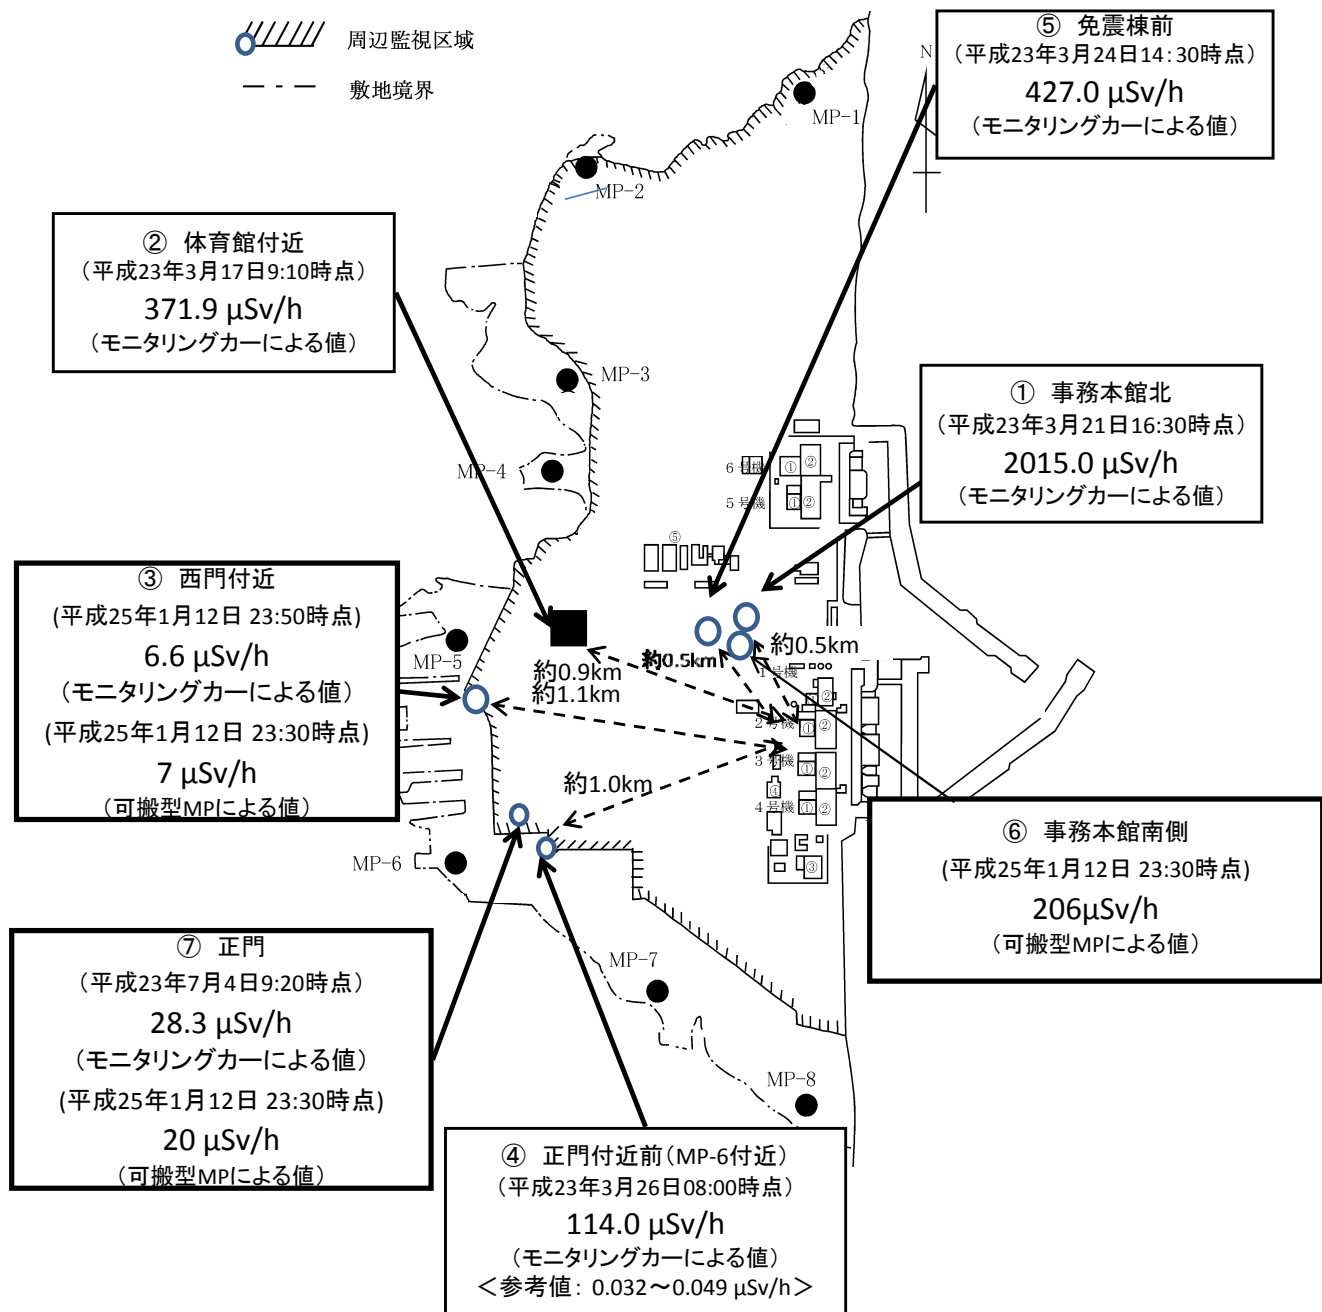 周辺監視区域
敷地境界
⑤ 免震棟前
(平成23年3月24日14:30時点)
427.0 μSv/h
(モニタリングカーによる値)
N
MP-1
MP-2
② 体育館付近
(平成23年3月17日9:10時点)
371.9 μSv/h
(モニタリングカーによる値)
MP-3
① 事務本館北
(平成23年3月21日16:30時点)
2015.0 μSv/h
(モニタリングカーによる値)
MP-4
6号機
①
②
5号機
①
②
⑤
③ 西門付近
(平成25年1月12日 23:50時点)
6.6 μSv/h
(モニタリングカーによる値)
(平成25年1月12日 23:30時点)
7 μSv/h
(可搬型MPによる値)
MP-5
約0.5km
約0.5km
約0.9km
約1.1km
1号機
②
2号機
①
②
3号機
①
②
約1.0km
④
4号機
①
②
③
MP-6
⑥ 事務本館南側
(平成25年1月12日 23:30時点)
206μSv/h
(可搬型MPによる値)
⑦ 正門
(平成23年7月4日9:20時点)
28.3 μSv/h
(モニタリングカーによる値)
(平成25年1月12日 23:30時点)
20 μSv/h
(可搬型MPによる値)
MP-7
MP-8
④ 正門付近前(MP-6付近)
(平成23年3月26日08:00時点)
114.0 μSv/h
(モニタリングカーによる値)
<参考値: 0.032～0.049 μSv/h>